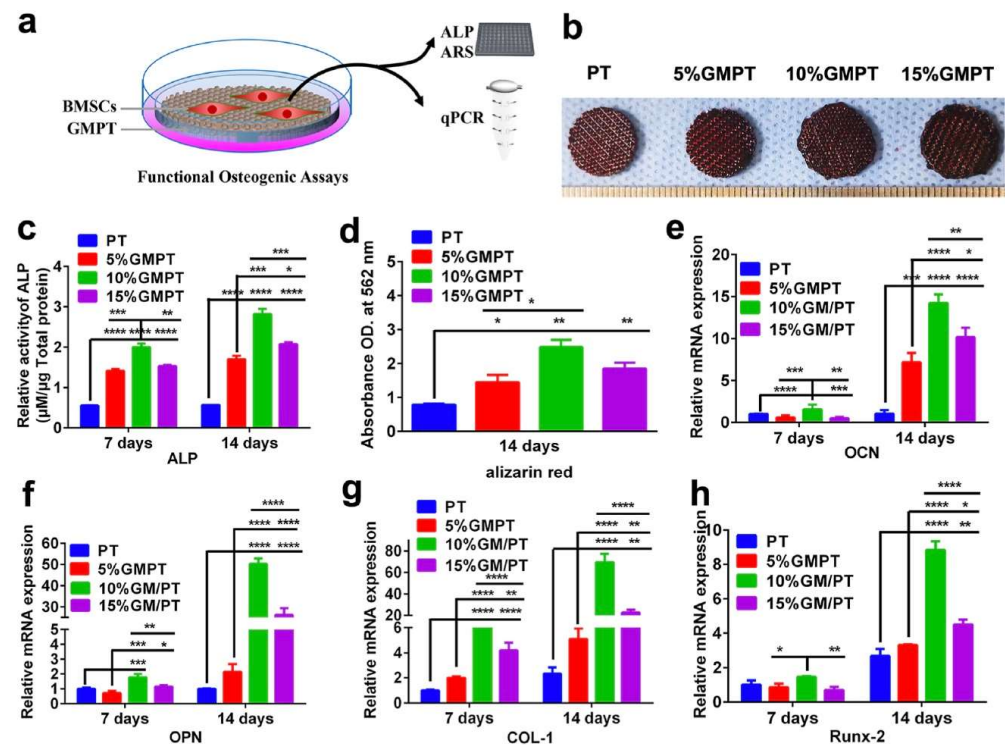 a
ALP
ARS
BMSCs
GMPT
qPCR
Functional Osteogenic Assays
b
PT 5%GMPT 10%GMPT 15%GMPT
c
PT
5%GMPT
10%GMPT
15%GMPT
Relative activity of ALP
(μM/μg Total protein)
4
3
2
1
0
*** **
**** **** ****
***
*** *
**** **** ****
7 days 14 days
ALP
d
PT
5%GMPT
10%GMPT
15%GMPT
Absorbance OD. at 562 nm
5
4
3
2
1
0
*
* ** **
14 days
alizarin red
e
PT
5%GMPT
10%GM/PT
15%GM/PT
Relative mRNA expression
20
15
10
5
0
*** **
**** ***
**
**** *
*** **** ****
7 days 14 days
OCN
f
PT
5%GMPT
10%GM/PT
15%GM/PT
Relative mRNA expression
60
50
40
30
5
4
3
2
1
0
**
*** *
***
****
**** ****
**** ****
7 days 14 days
OPN
g
PT
5%GMPT
10%GM/PT
15%GM/PT
Relative mRNA expression
80
60
40
20
6
4
2
0
****
**** **
**** ****
****
**** **
**** **
7 days 14 days
COL-1
h
PT
5%GMPT
10%GM/PT
15%GM/PT
Relative mRNA expression
10
8
6
4
2
0
* **
****
**** *
**** **
7 days 14 days
Runx-2